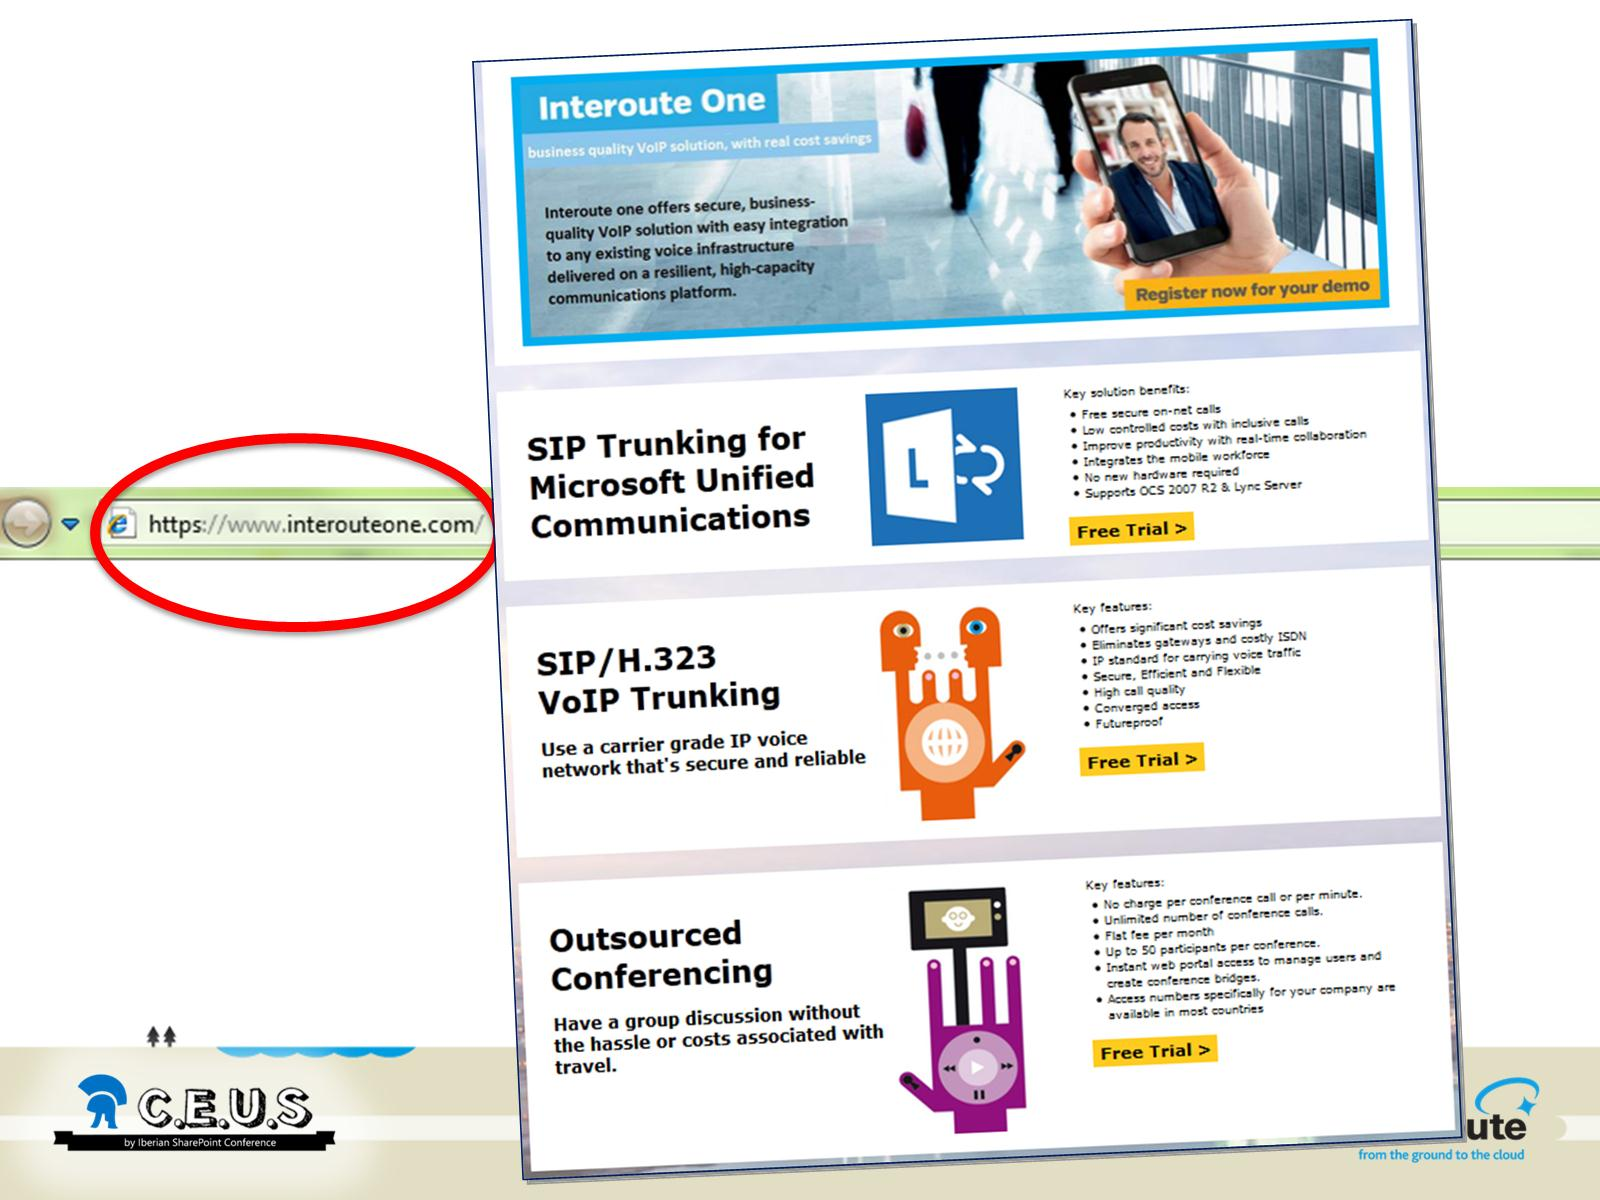 Interoute One
business quality VoIP solution, with real cost savings
Interoute one offers secure, business-
quality VoIP solution with easy integration
to any existing voice infrastructure
delivered on a resilient, high-capacity
communications platform.
Register now for your demo
https://www.interouteone.com/
SIP Trunking for
Microsoft Unified
Communications
L
Key solution benefits:
• Free secure on-net calls
• Low controlled costs with inclusive calls
• Improve productivity with real-time collaboration
• Integrates the mobile workforce
• No new hardware required
• Supports OCS 2007 R2 & Lync Server
Free Trial >
SIP/H.323
VoIP Trunking
Use a carrier grade IP voice
network that's secure and reliable
Key features:
• Offers significant cost savings
• Eliminates gateways and costly ISDN
• IP standard for carrying voice traffic
• Secure, Efficient and Flexible
• High call quality
• Converged access
• Futureproof
Free Trial >
Outsourced
Conferencing
Have a group discussion without
the hassle or costs associated with
travel.
Key features:
• No charge per conference call or per minute.
• Unlimited number of conference calls.
• Flat fee per month
• Up to 50 participants per conference.
• Instant web portal access to manage users and
create conference bridges.
• Access numbers specifically for your company are
available in most countries
Free Trial >
C.E.U.S
by Iberian SharePoint Conference
ute
from the ground to the cloud